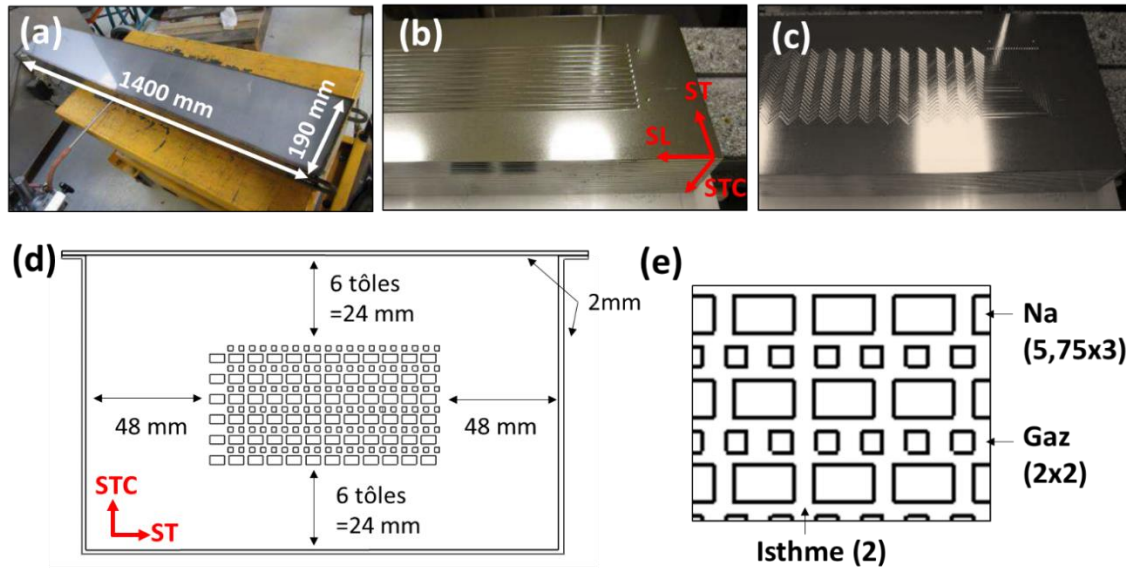 (a)
1400 mm
190 mm
(b)
ST
SL
STC
(c)
(d)
6 tôles
=24 mm
2mm
48 mm
48 mm
6 tôles
=24 mm
STC
ST
(e)
Na
(5,75x3)
Gaz
(2x2)
Isthme (2)